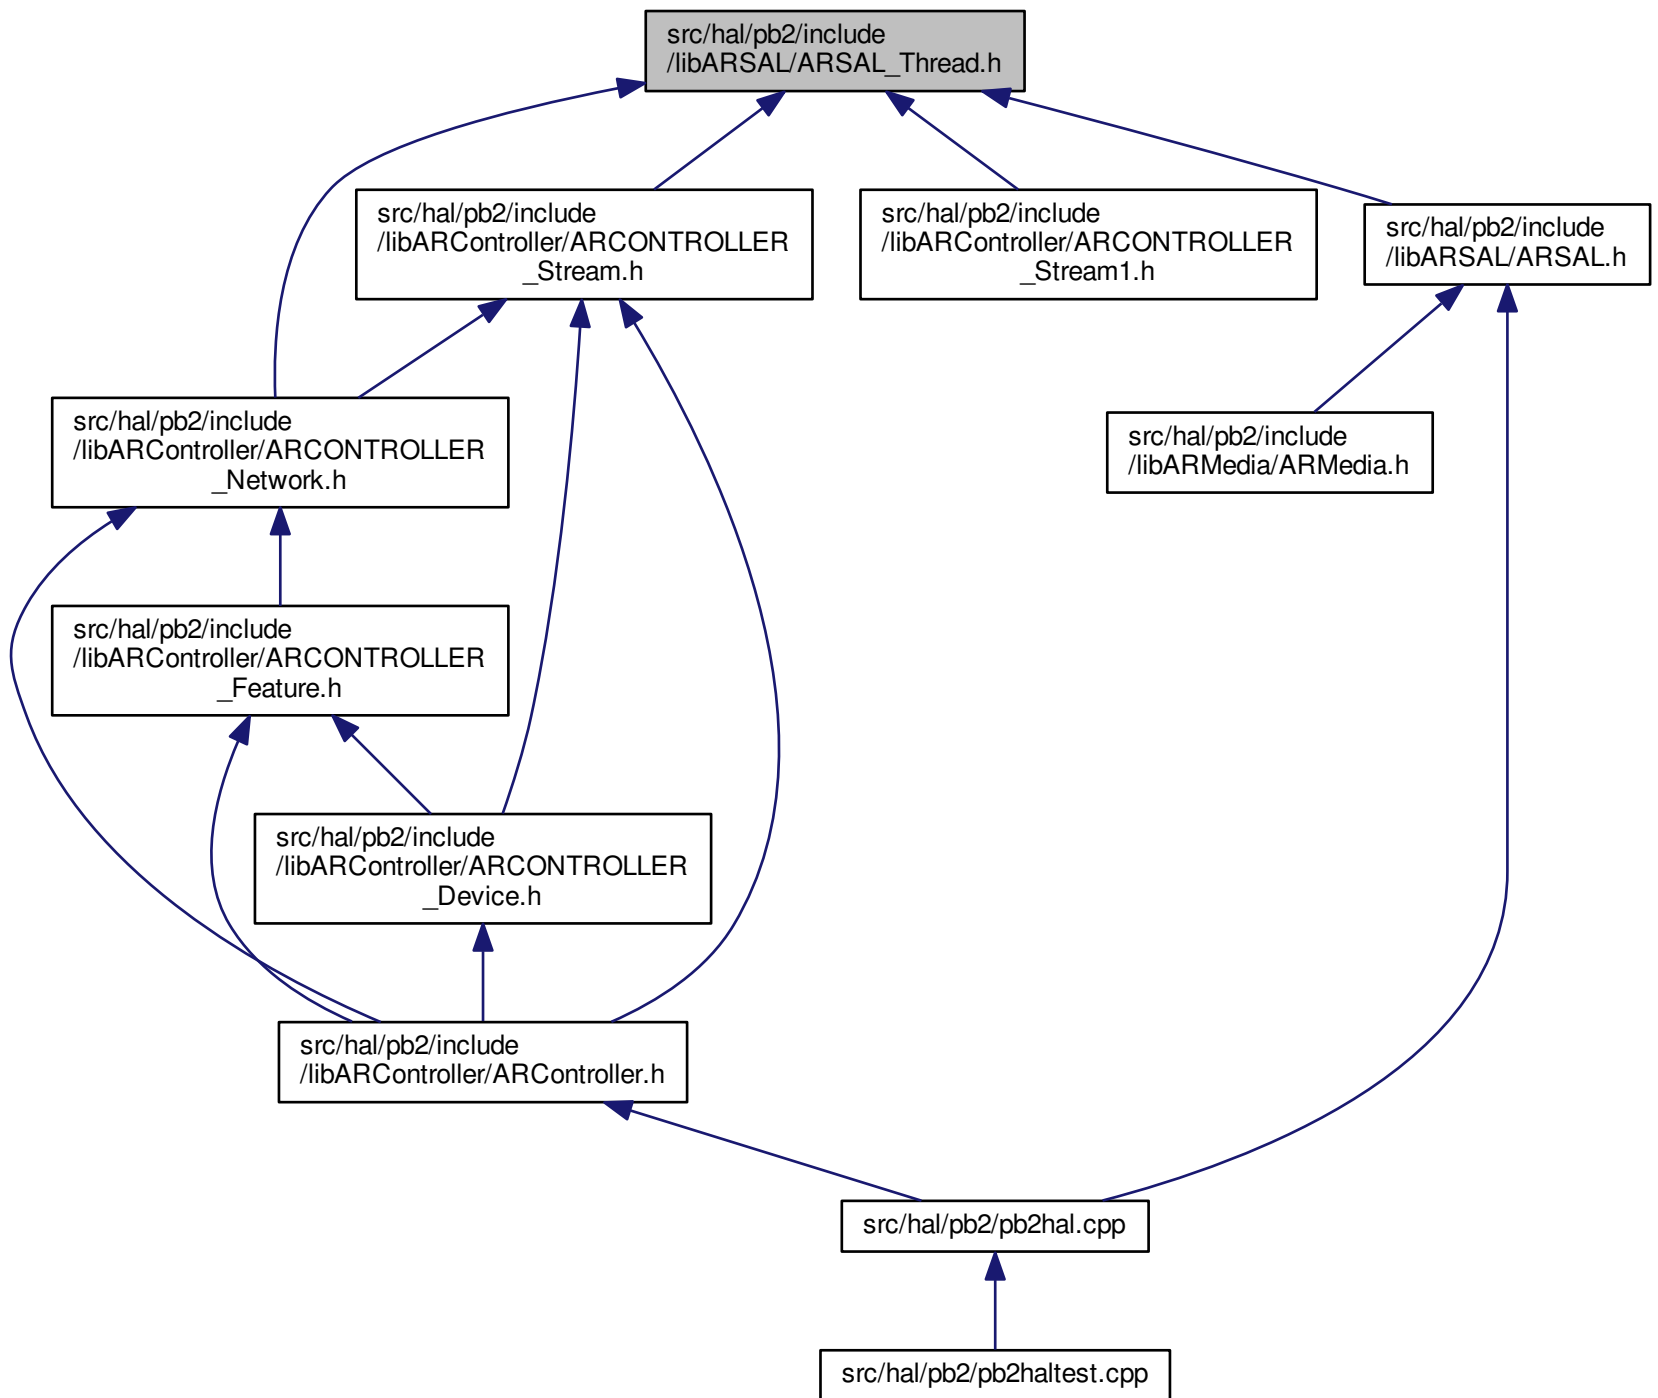 src/hal/pb2/include
/libARSAL/ARSAL_Thread.h
src/hal/pb2/include
/libARController/ARCONTROLLER
_Stream.h
src/hal/pb2/include
/libARController/ARCONTROLLER
_Stream1.h
src/hal/pb2/include
/libARSAL/ARSAL.h
src/hal/pb2/include
/libARController/ARCONTROLLER
_Network.h
src/hal/pb2/include
/libARMedia/ARMedia.h
src/hal/pb2/include
/libARController/ARCONTROLLER
_Feature.h
src/hal/pb2/include
/libARController/ARCONTROLLER
_Device.h
src/hal/pb2/include
/libARController/ARController.h
src/hal/pb2/pb2hal.cpp
src/hal/pb2/pb2haltest.cpp